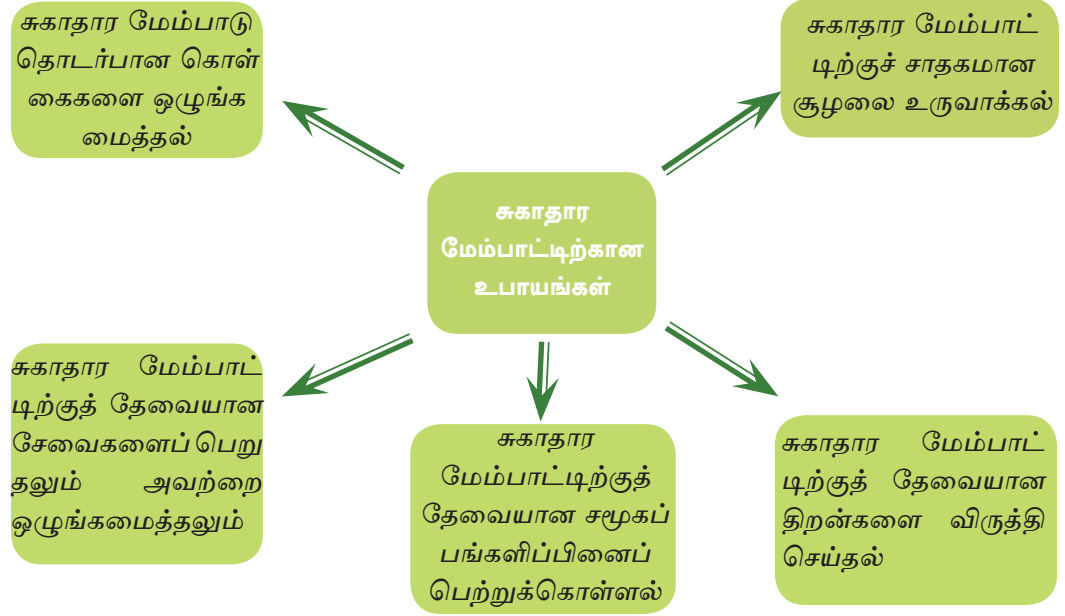 சுகாதார மேம்பாடு
தொடர்பான கொள்
கைகளை ஒழுங்க
மைத்தல்
சுகாதார மேம்பாட்
டிற்குச் சாதகமான
சூழலை உருவாக்கல்
சுகாதார
மேம்பாட்டிற்கான
உபாயங்கள்
சுகாதார மேம்பாட்
டிற்குத் தேவையான
சேவைகளைப் பெறு
தலும் அவற்றை
ஒழுங்கமைத்தலும்
சுகாதார
மேம்பாட்டிற்குத்
தேவையான சமூகப்
பங்களிப்பினைப்
பெற்றுக்கொள்ளல்
சுகாதார மேம்பாட்
டிற்குத் தேவையான
திறன்களை விருத்தி
செய்தல்